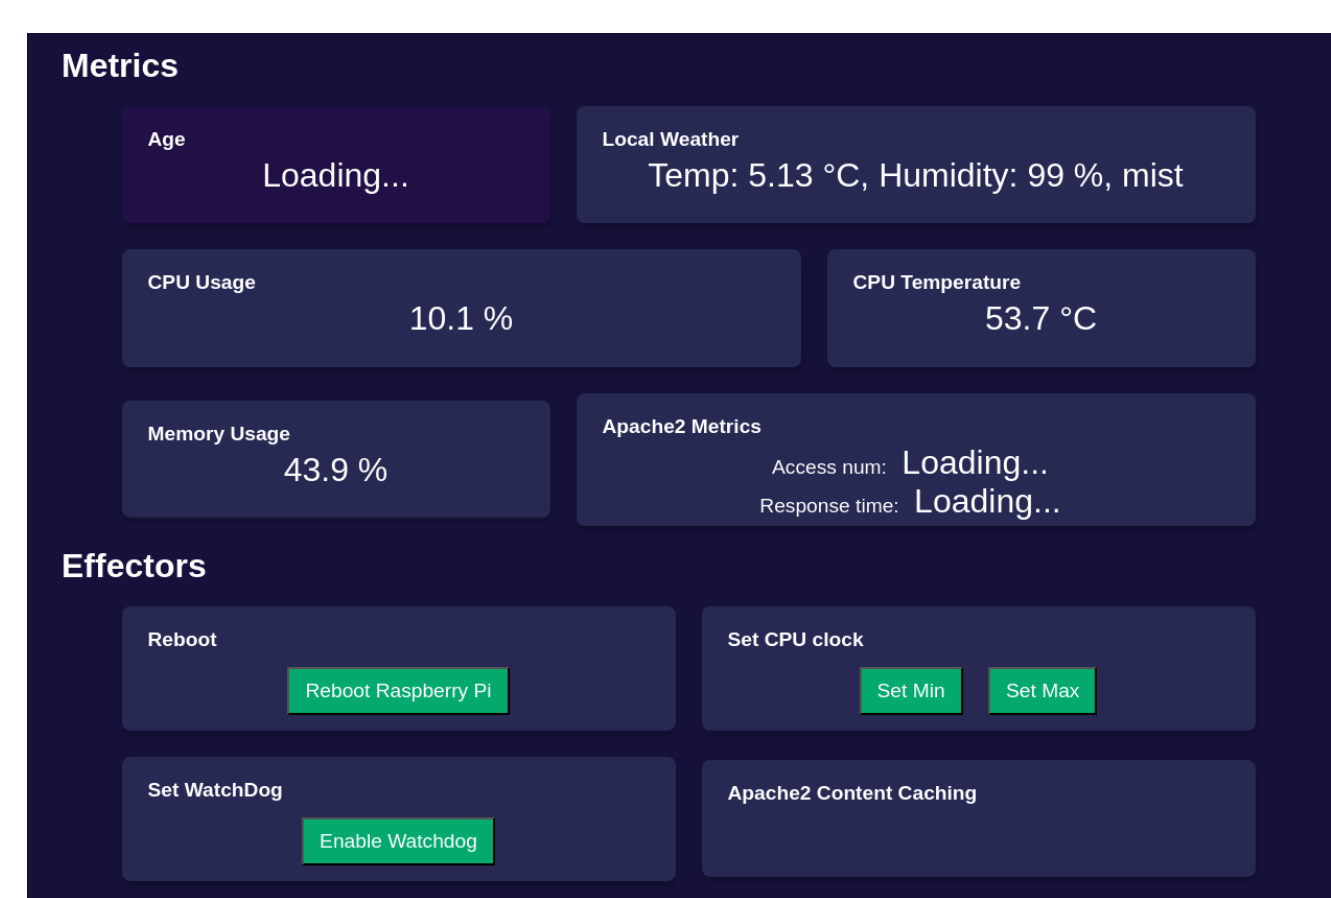 Metrics
Age
Loading...
Local Weather
Temp: 5.13 °C, Humidity: 99 %, mist
CPU Usage
10.1 %
CPU Temperature
53.7 °C
Memory Usage
43.9 %
Apache2 Metrics
Access num: Loading...
Response time: Loading...
Effectors
Reboot
Reboot Raspberry Pi
Set CPU clock
Set Min Set Max
Set WatchDog
Enable Watchdog
Apache2 Content Caching